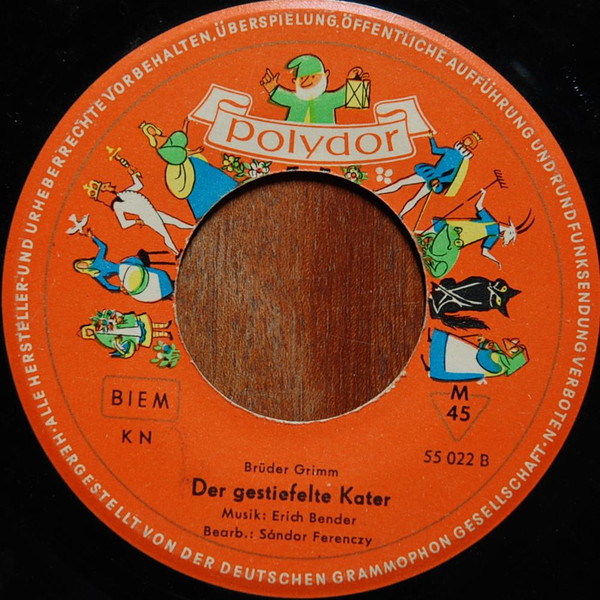 ·ALLE HERSTELLER-UND URHEBERRECHTE VORBEHALTEN, ÜBERSPIELUNG, ÖFFENTLICHE AUFFÜHRUNG UND RUNDFUNKSENDUNG VERBOTEN·
polydor
BIEM
KN
M
45
55 022 B
Brüder Grimm
Der gestiefelte Kater
Musik: Erich Bender
Bearb.: Sándor Ferenczy
HERGESTELLT VON DER DEUTSCHEN GRAMMOPHON GESELLSCHAFT·